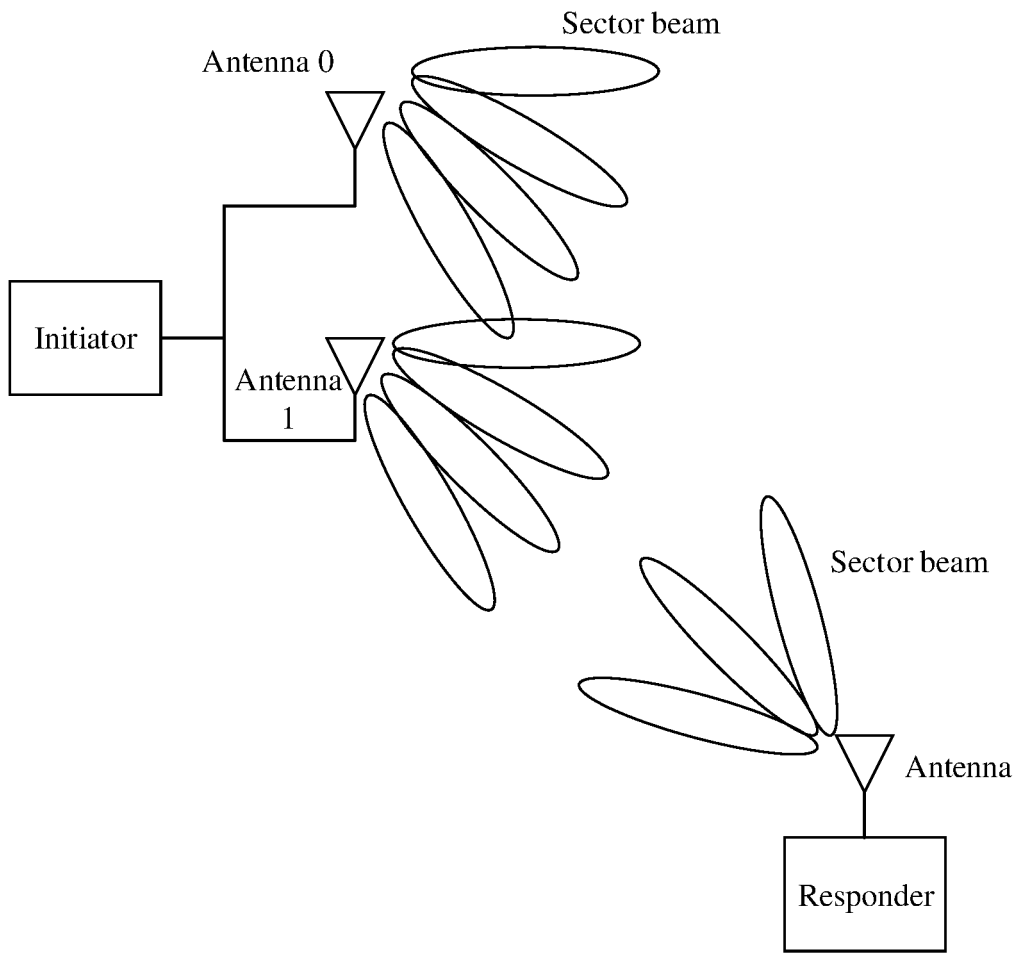 Sector beam
Antenna 0
Initiator
Antenna
1
Sector beam
Antenna
Responder